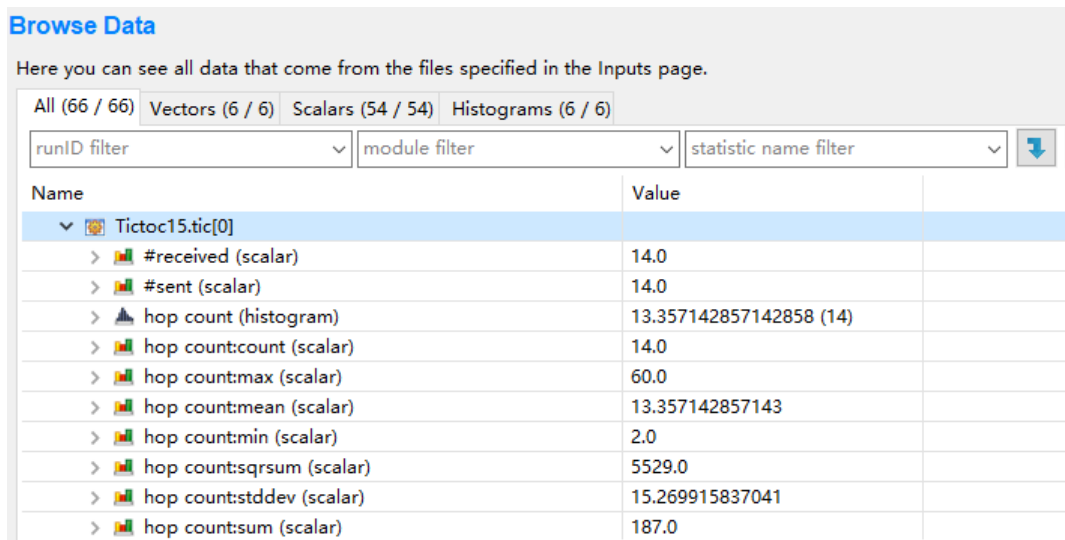 Browse Data
Here you can see all data that come from the files specified in the Inputs page.
All (66 / 66) Vectors (6 / 6) Scalars (54 / 54) Histograms (6 / 6)
runID filter module filter statistic name filter
Name Value
Tictoc15.tic[0]
#received (scalar) 14.0
#sent (scalar) 14.0
hop count (histogram) 13.357142857142858 (14)
hop count:count (scalar) 14.0
hop count:max (scalar) 60.0
hop count:mean (scalar) 13.357142857143
hop count:min (scalar) 2.0
hop count:sqrsum (scalar) 5529.0
hop count:stddev (scalar) 15.269915837041
hop count:sum (scalar) 187.0